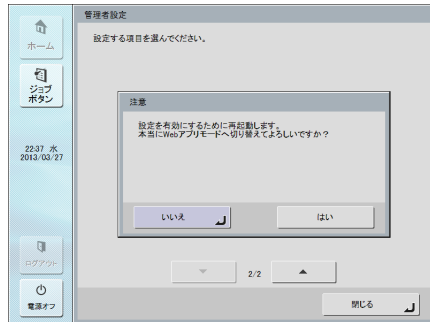 管理者設定
設定する項目を選んでください。
ホーム
ジョブ
ボタン
22:37 水
2013/03/27
ログアウト
電源オフ
注意
設定を有効にするために再起動します。
本当にWebアプリモードへ切り替えてよろしいですか？
いいえ
はい
2/2
閉じる